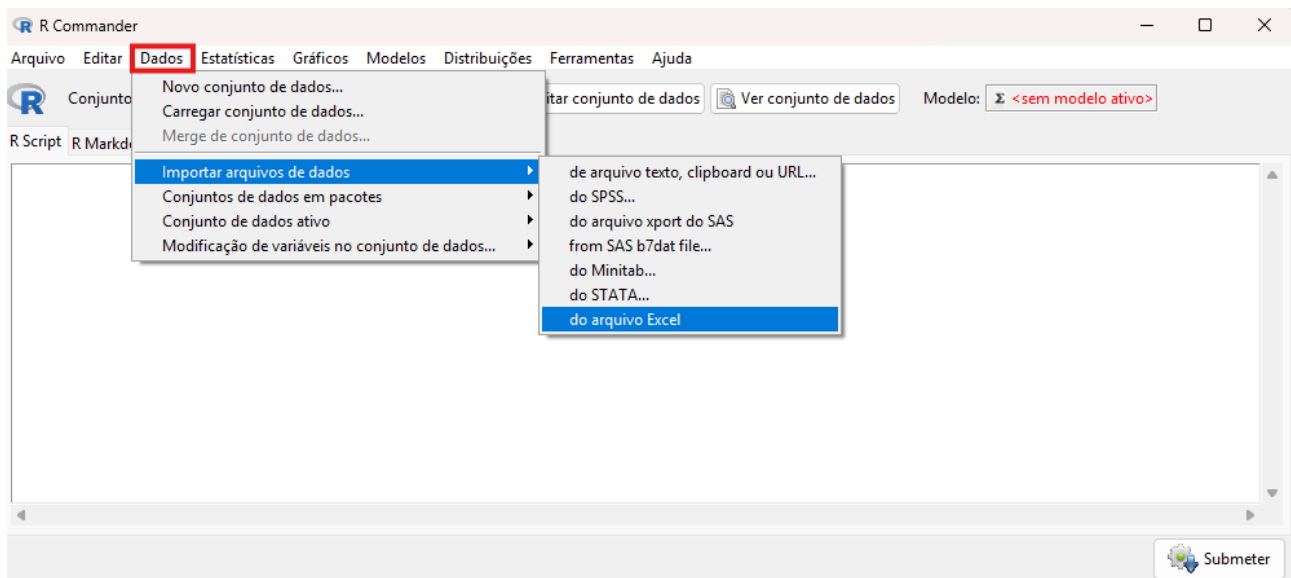 R Commander
Arquivo Editar Dados Estatísticas Gráficos Modelos Distribuições Ferramentas Ajuda
Conjunto itar conjunto de dados Ver conjunto de dados Modelo: Σ <sem modelo ativo>
R Script R Markd
Novo conjunto de dados...
Carregar conjunto de dados...
Merge de conjunto de dados...
Importar arquivos de dados
Conjuntos de dados em pacotes
Conjunto de dados ativo
Modificação de variáveis no conjunto de dados...
de arquivo texto, clipboard ou URL...
do SPSS...
do arquivo xport do SAS
from SAS b7dat file...
do Minitab...
do STATA...
do arquivo Excel
Submeter